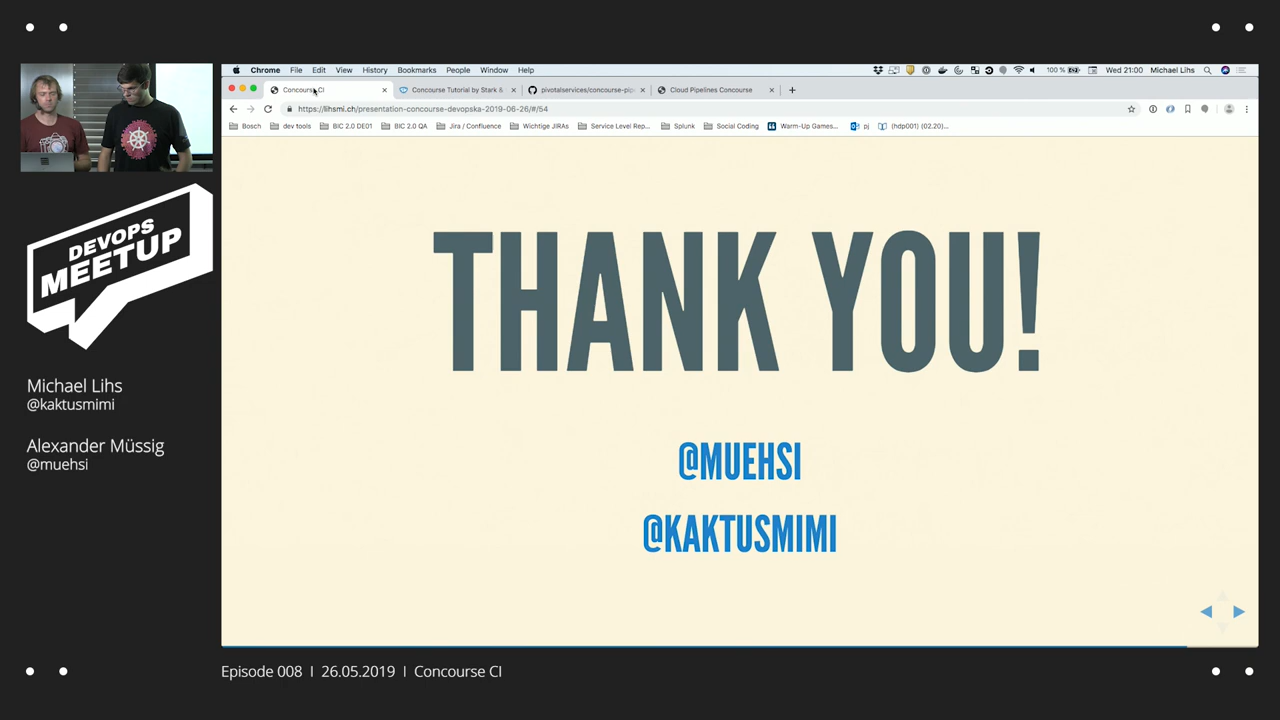 Chrome File Edit View History Bookmarks People Window Help
100 % Wed 21:00 Michael Lihs
Concourse CI
Concourse Tutorial by Stark &
pivotalservices/concourse-pip
Cloud Pipelines Concourse
https://lihsmi.ch/presentation-concourse-devopska-2019-06-26/#/64
Bosch dev tools BIC 2.0 DE01 BIC 2.0 QA Jira / Confluence Wichtige JIRAs Service Level Rep... Splunk Social Coding Warm-Up Games... pj (hdp001) (02.20)...
DEVOPS
MEETUP
Michael Lihs
@kaktusmimi
Alexander Müssig
@muehsi
THANK YOU!
@MUEHSI
@KAKTUSMIMI
Episode 008 | 26.05.2019 | Concourse CI